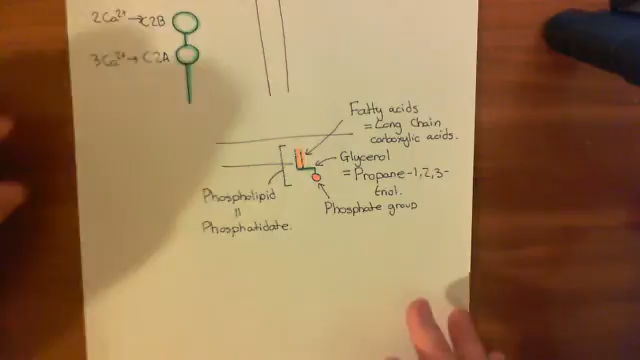 2Ca²⁺→C2B
3Ca²⁺→C2A
Fatty acids
= Long Chain
carboxylic acids.
Glycerol
= Propane-1,2,3-
triol.
Phosphate group
Phospholipid
=
Phosphatidate.